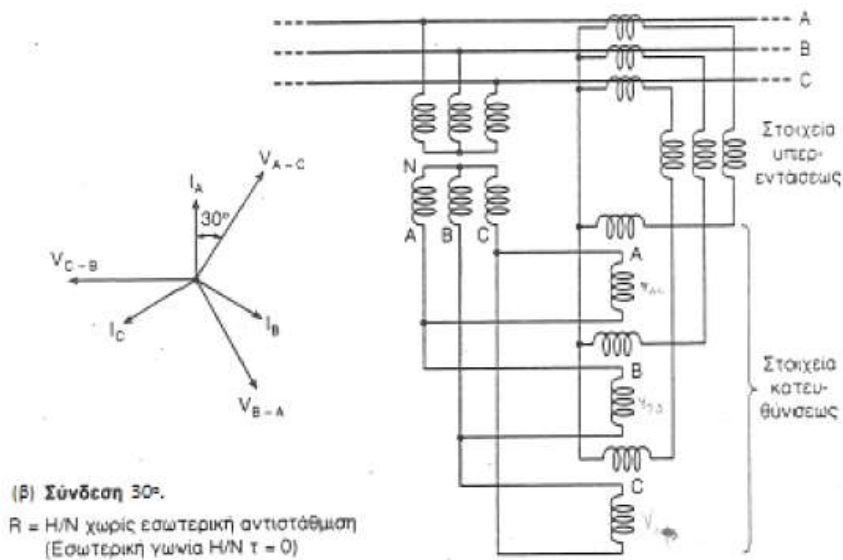 A
B
C
Στοιχεία
υπερ-
εντάσεως
N
A B C
I_A
V_A-C
30°
V_C-B
I_C
I_B
V_B-A
A
B
C
Στοιχεία
κατευ-
θύνσεως
(β) Σύνδεση 30°.
R = Η/Ν χωρίς εσωτερική αντιστάθμιση
(Εσωτερική γωνία Η/Ν τ = 0)